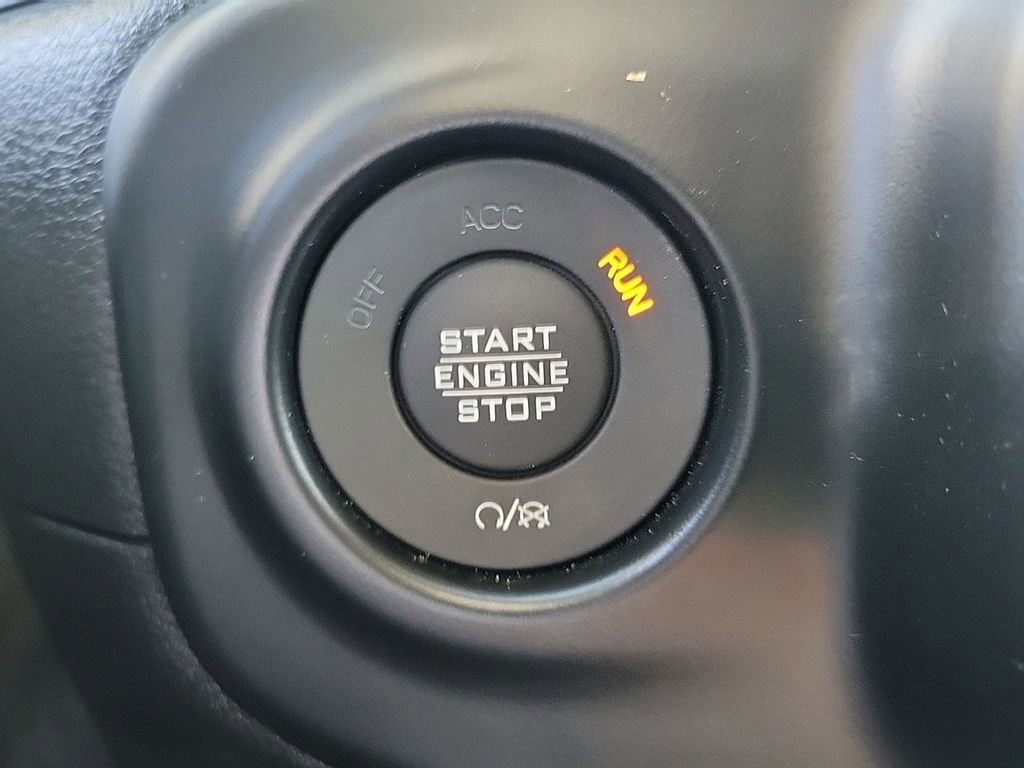 ACC
OFF
RUN
START
ENGINE
STOP